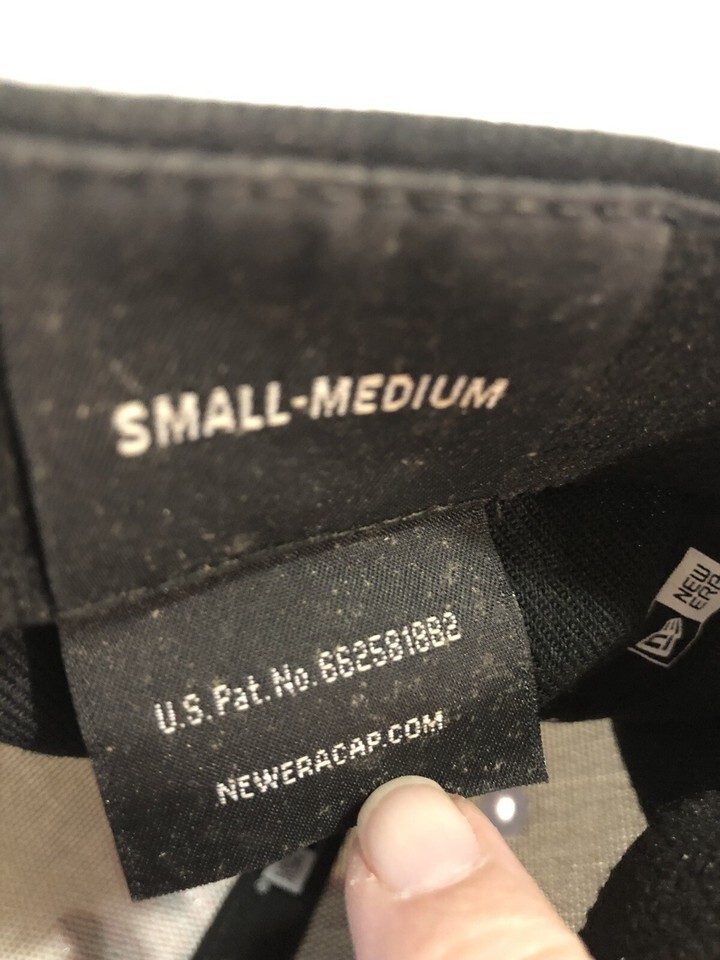 SMALL-MEDIUM
U.S. Pat. No. 6625818B2
NEWERACAP.COM
NEW
ERA